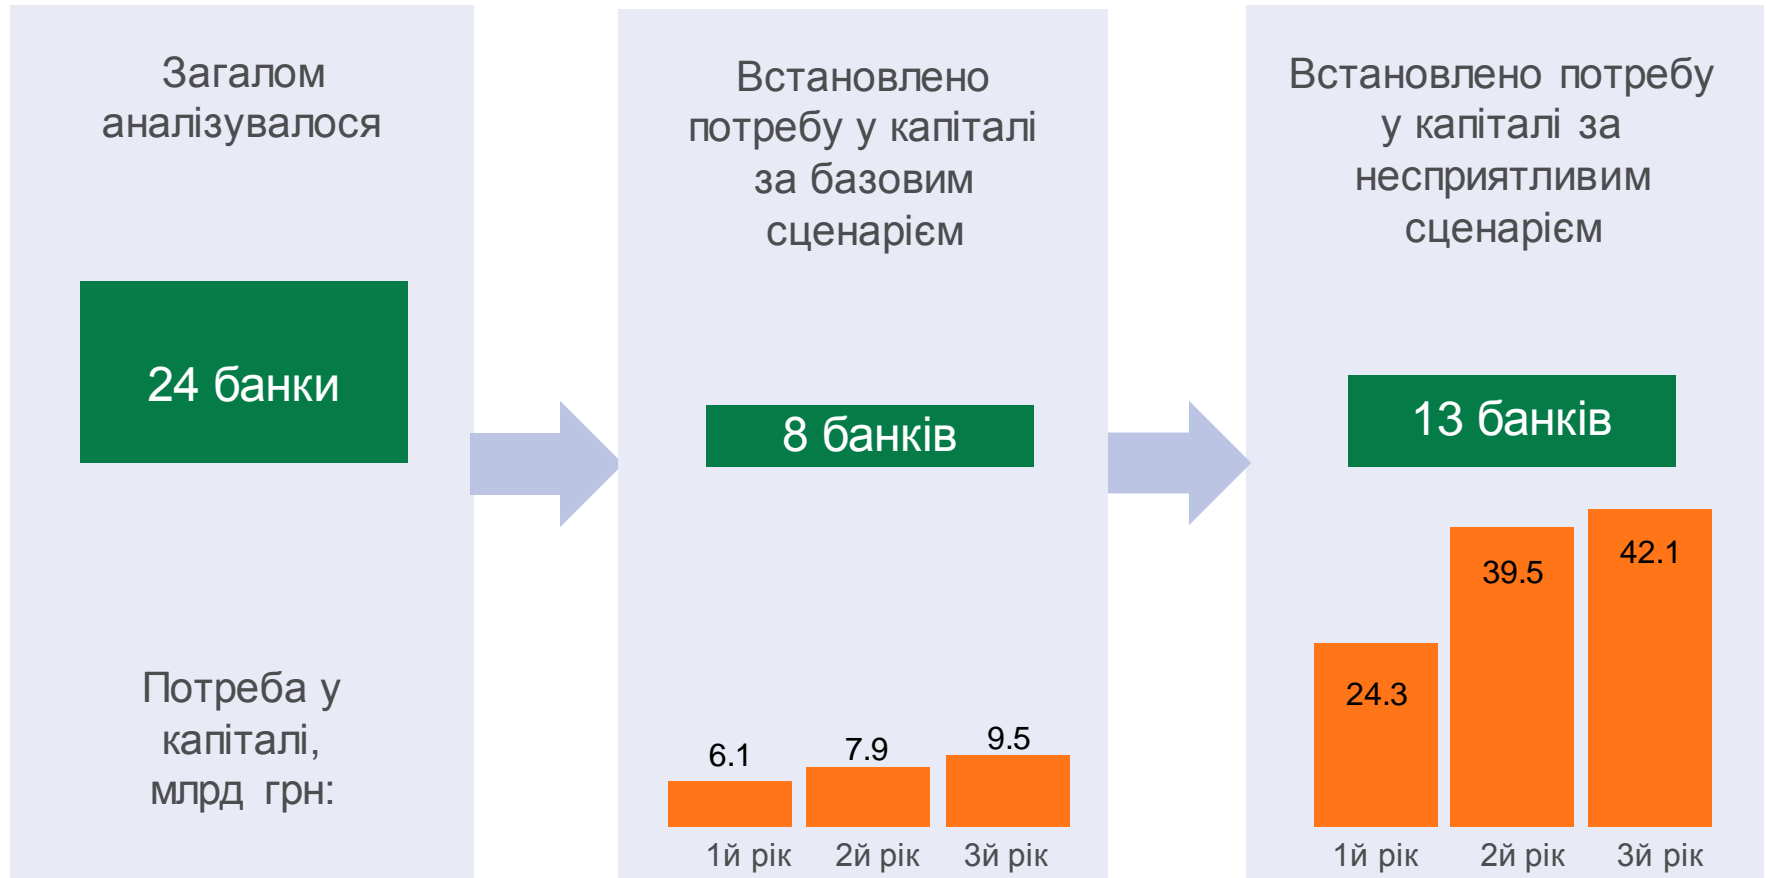 Загалом
аналізувалося
24 банки
Потреба у
капіталі,
млрд грн:
Встановлено
потребу у капіталі
за базовим
сценарієм
8 банків
6.1
7.9
9.5
1й рік
2й рік
3й рік
Встановлено потребу
у капіталі за
несприятливим
сценарієм
13 банків
24.3
39.5
42.1
1й рік
2й рік
3й рік